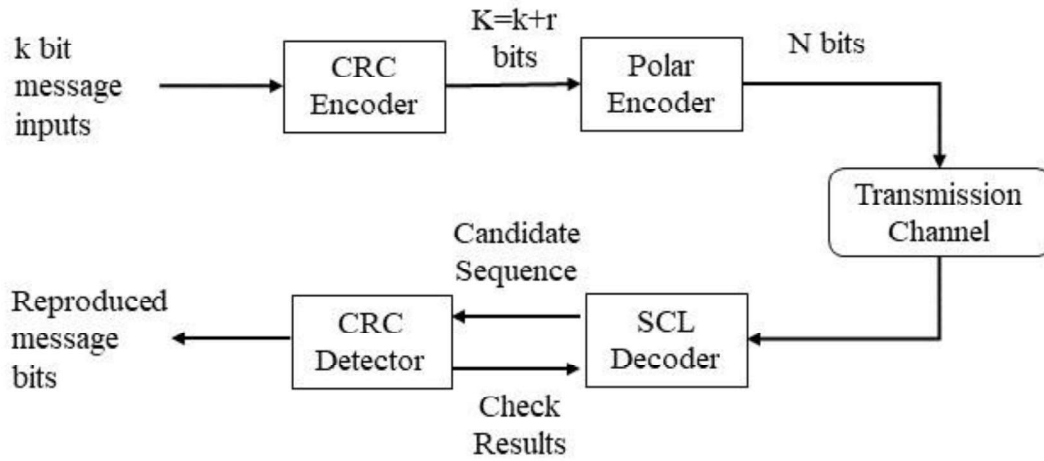 k bit
message
inputs
CRC
Encoder
K=k+r
bits
Polar
Encoder
N bits
Transmission
Channel
Candidate
Sequence
SCL
Decoder
CRC
Detector
Check
Results
Reproduced
message
bits